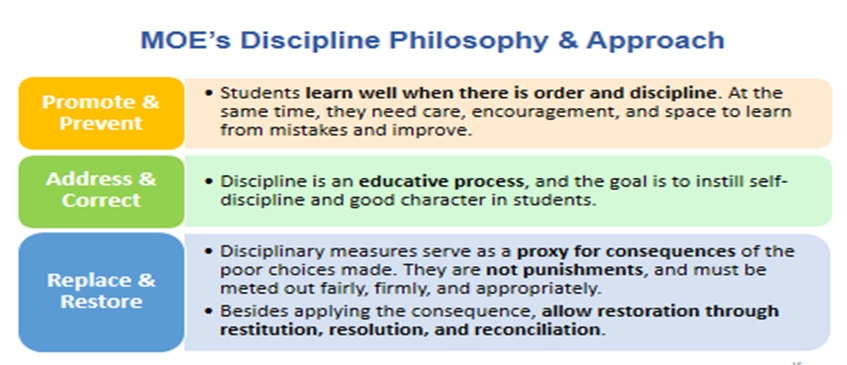 MOE's Discipline Philosophy & Approach
Promote &
Prevent
• Students learn well when there is order and discipline. At the
same time, they need care, encouragement, and space to learn
from mistakes and improve.
Address &
Correct
• Discipline is an educative process, and the goal is to instill self-
discipline and good character in students.
Replace &
Restore
• Disciplinary measures serve as a proxy for consequences of the
poor choices made. They are not punishments, and must be
meted out fairly, firmly, and appropriately.
• Besides applying the consequence, allow restoration through
restitution, resolution, and reconciliation.